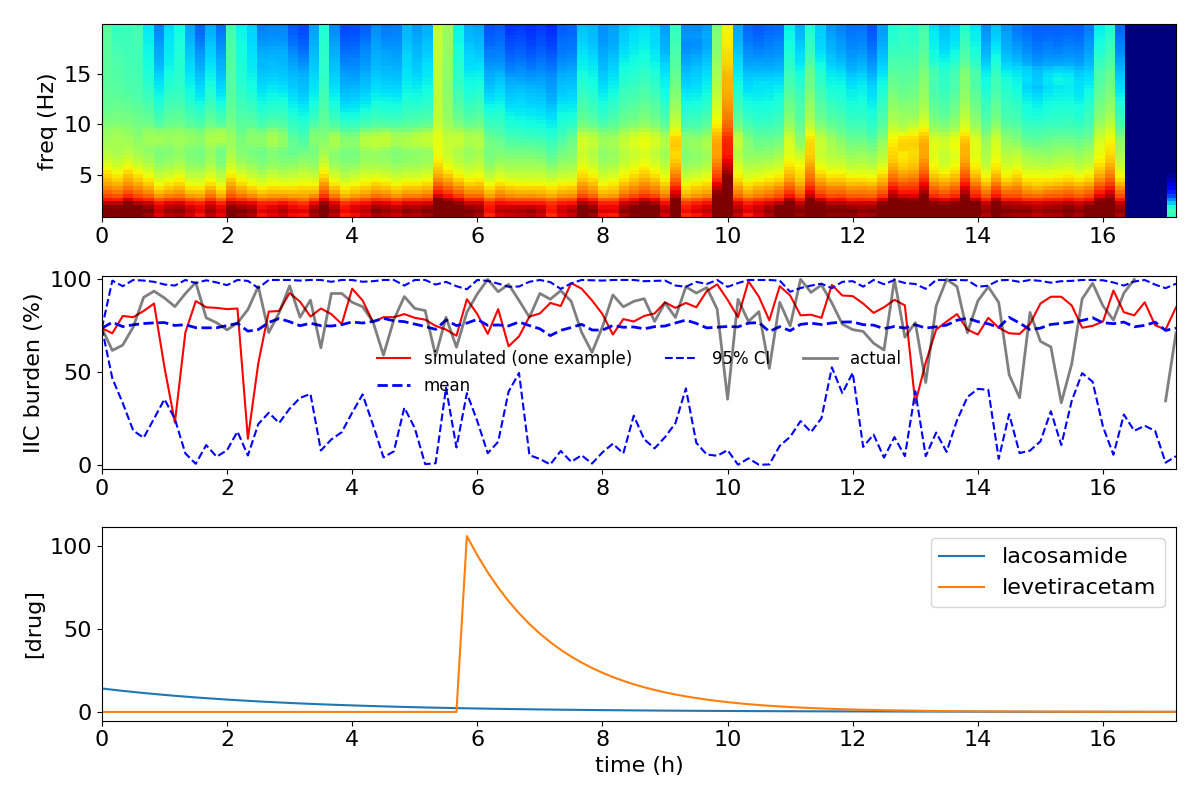 freq (Hz)
15
10
5
0 2 4 6 8 10 12 14 16
IIC burden (%)
100
50
0
simulated (one example) 95% CI actual
mean
0 2 4 6 8 10 12 14 16
[drug]
100
50
0
lacosamide
levetiracetam
0 2 4 6 8 10 12 14 16
time (h)